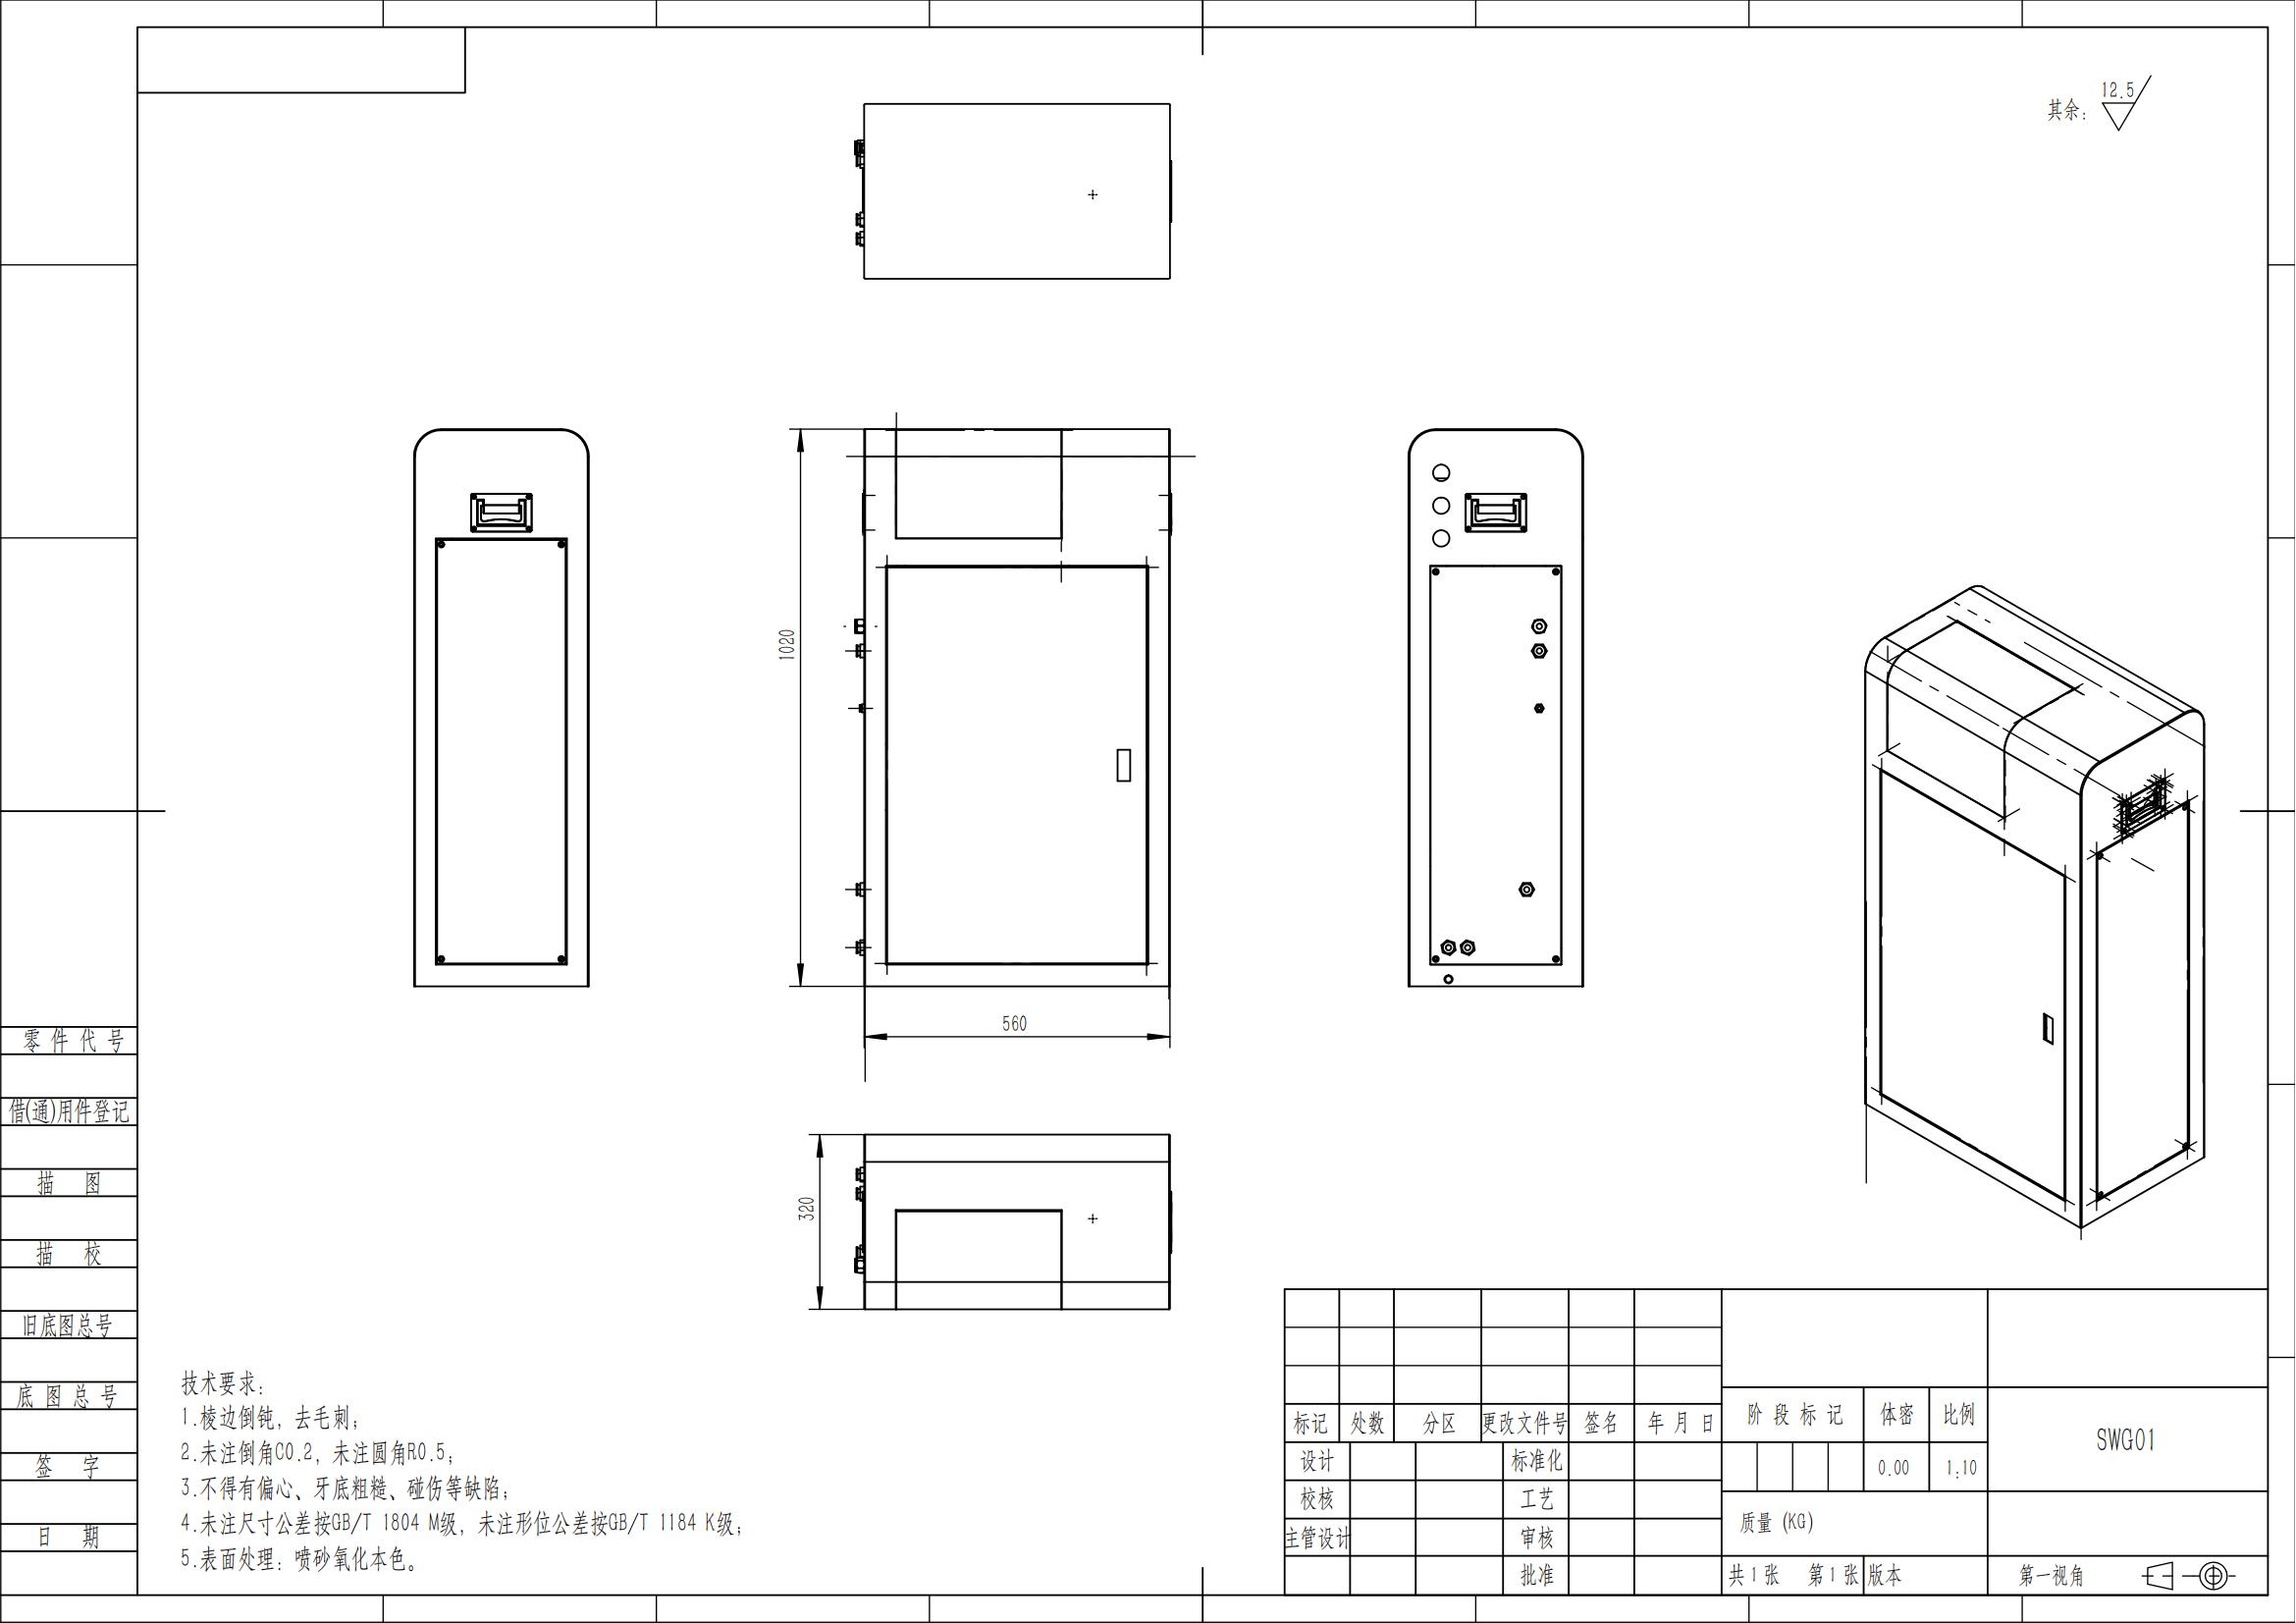 其余: 12.5
1020
560
320
零件代号
借(通)用件登记
描图
描校
旧底图总号
底图总号
签字
日期
技术要求:
1.棱边倒钝, 去毛刺;
2.未注倒角C0.2, 未注圆角R0.5;
3.不得有偏心、牙底粗糙、碰伤等缺陷;
4.未注尺寸公差按GB/T 1804 M级, 未注形位公差按GB/T 1184 K级;
5.表面处理: 喷砂氧化本色。
标记 处数 分区 更改文件号 签名 年月日
设计 标准化
校核 工艺
主管设计 审核
批准
阶段标记 体密 比例
0.00 1:10
质量 (KG)
共1张 第1张 版本
SWG01
第一视角